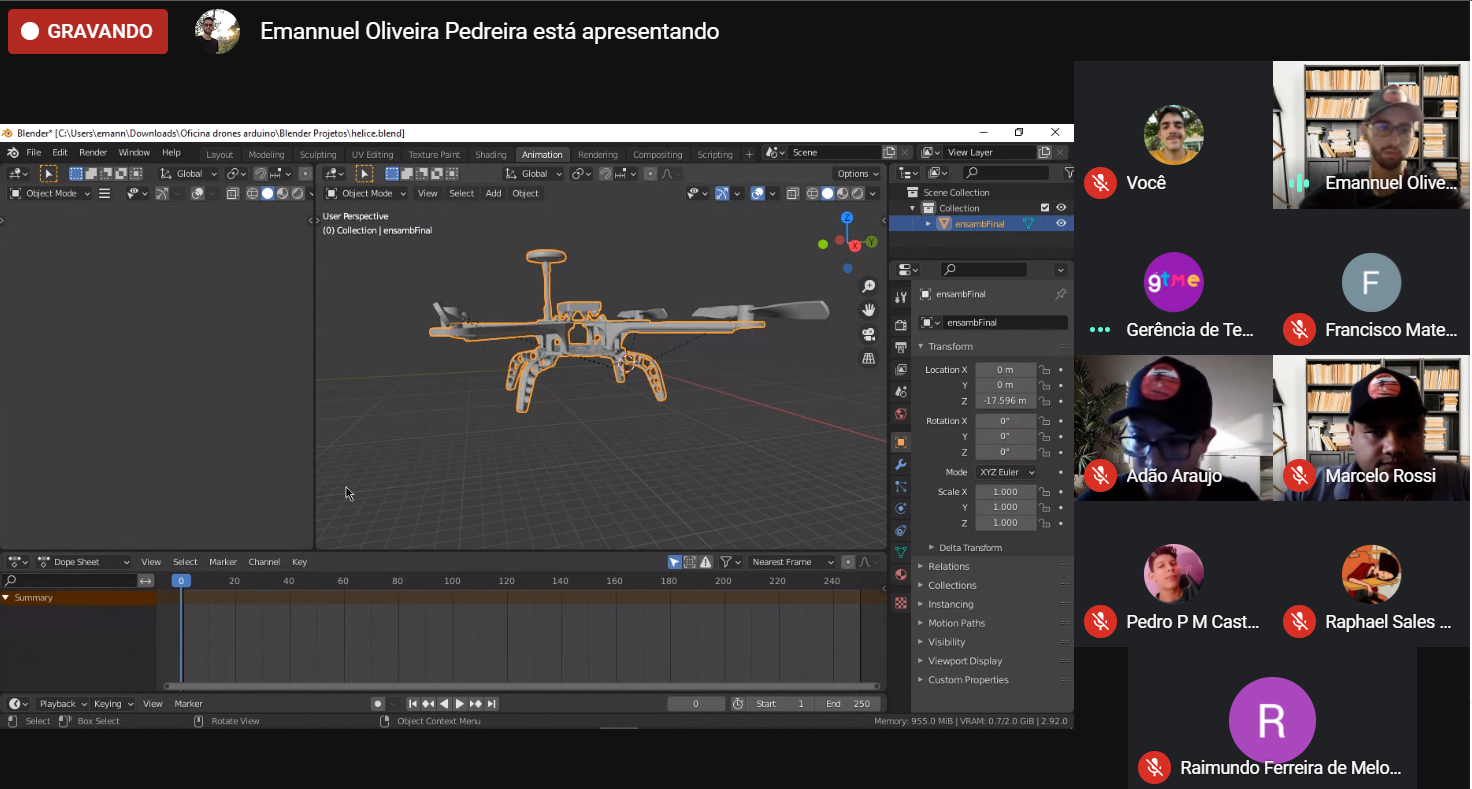 GRAVANDO
Emannuel Oliveira Pedreira está apresentando
Blender* [C:\Users\emann\Downloads\Oficina drones arduino\Blender Projetos\helice.blend]
File Edit Render Window Help
Layout Modeling Sculpting UV Editing Texture Paint Shading Animation Rendering Compositing Scripting +
Scene
View Layer
Global
Global
Options
Object Mode
Object Mode View Select Add Object
User Perspective
(0) Collection | ensambFinal
Z
Y
X
Scene Collection
Collection
ensambFinal
ensambFinal
ensambFinal
Transform
Location X 0 m
Y 0 m
Z -17.596 m
Rotation X 0°
Y 0°
Z 0°
Mode XYZ Euler
Scale X 1.000
Y 1.000
Z 1.000
Delta Transform
Relations
Collections
Instancing
Motion Paths
Visibility
Viewport Display
Custom Properties
Dope Sheet View Select Marker Channel Key
Nearest Frame
0 20 40 60 80 100 120 140 160 180 200 220 240
Summary
Playback Keying View Marker
0 Start 1 End 250
Select Box Select Rotate View Object Context Menu
Memory: 955.0 MiB | VRAM: 0.7/2.0 GiB | 2.92.0
Você
Emannuel Olive...
gtme
Gerência de Te...
F
Francisco Mate...
Adão Araujo
Marcelo Rossi
Pedro P M Cast...
Raphael Sales ...
R
Raimundo Ferreira de Melo...